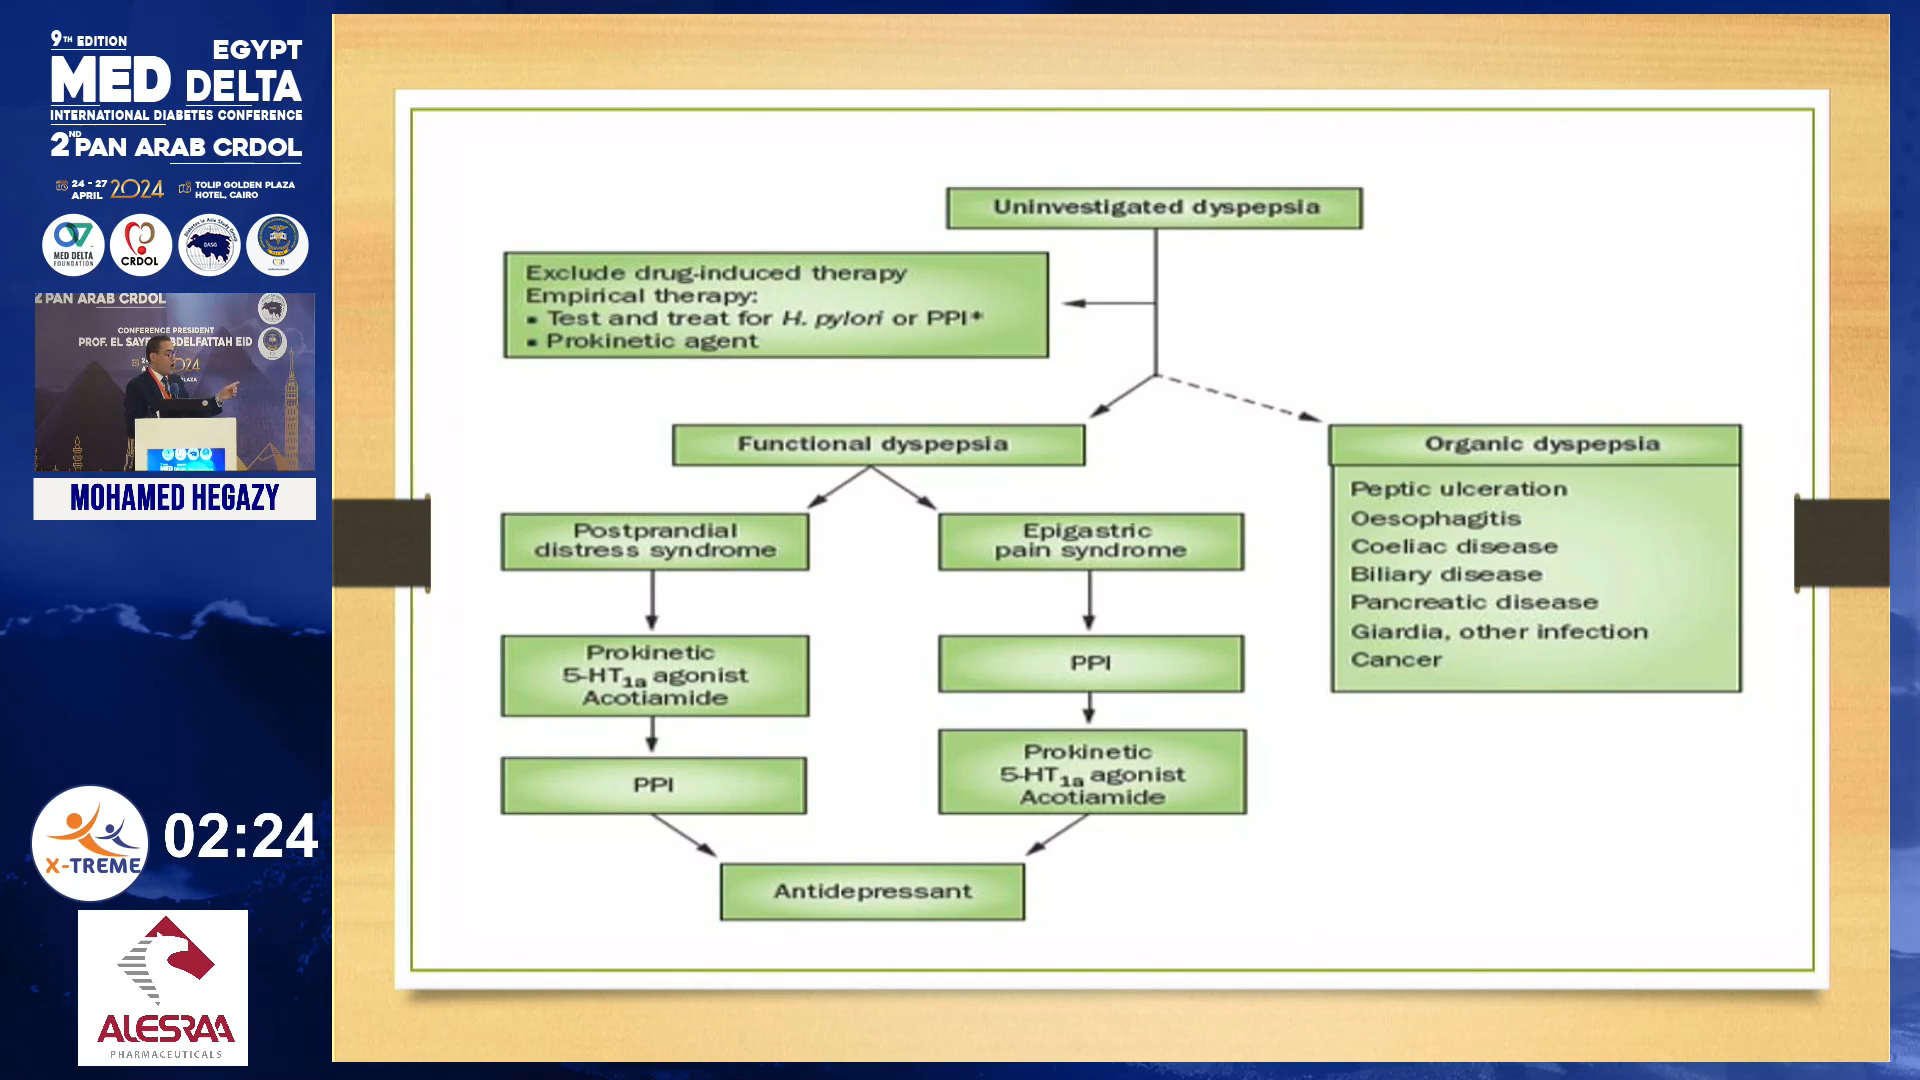 9TH EDITION
EGYPT
MED DELTA
INTERNATIONAL DIABETES CONFERENCE
2ND PAN ARAB CRDOL
24 - 27
APRIL 2024
TOLIP GOLDEN PLAZA
HOTEL, CAIRO
MED DELTA
FOUNDATION
CRDOL
DASG
2 PAN ARAB CRDOL
CONFERENCE PRESIDENT
MOHAMED HEGAZY
X-TREME
02:24
ALESRAA
PHARMACEUTICALS
Uninvestigated dyspepsia
Exclude drug-induced therapy
Empirical therapy:
▪ Test and treat for H. pylori or PPI*
▪ Prokinetic agent
Functional dyspepsia
Organic dyspepsia
Peptic ulceration
Oesophagitis
Coeliac disease
Biliary disease
Pancreatic disease
Giardia, other infection
Cancer
Postprandial
distress syndrome
Epigastric
pain syndrome
Prokinetic
5-HT1a agonist
Acotiamide
PPI
PPI
Prokinetic
5-HT1a agonist
Acotiamide
Antidepressant